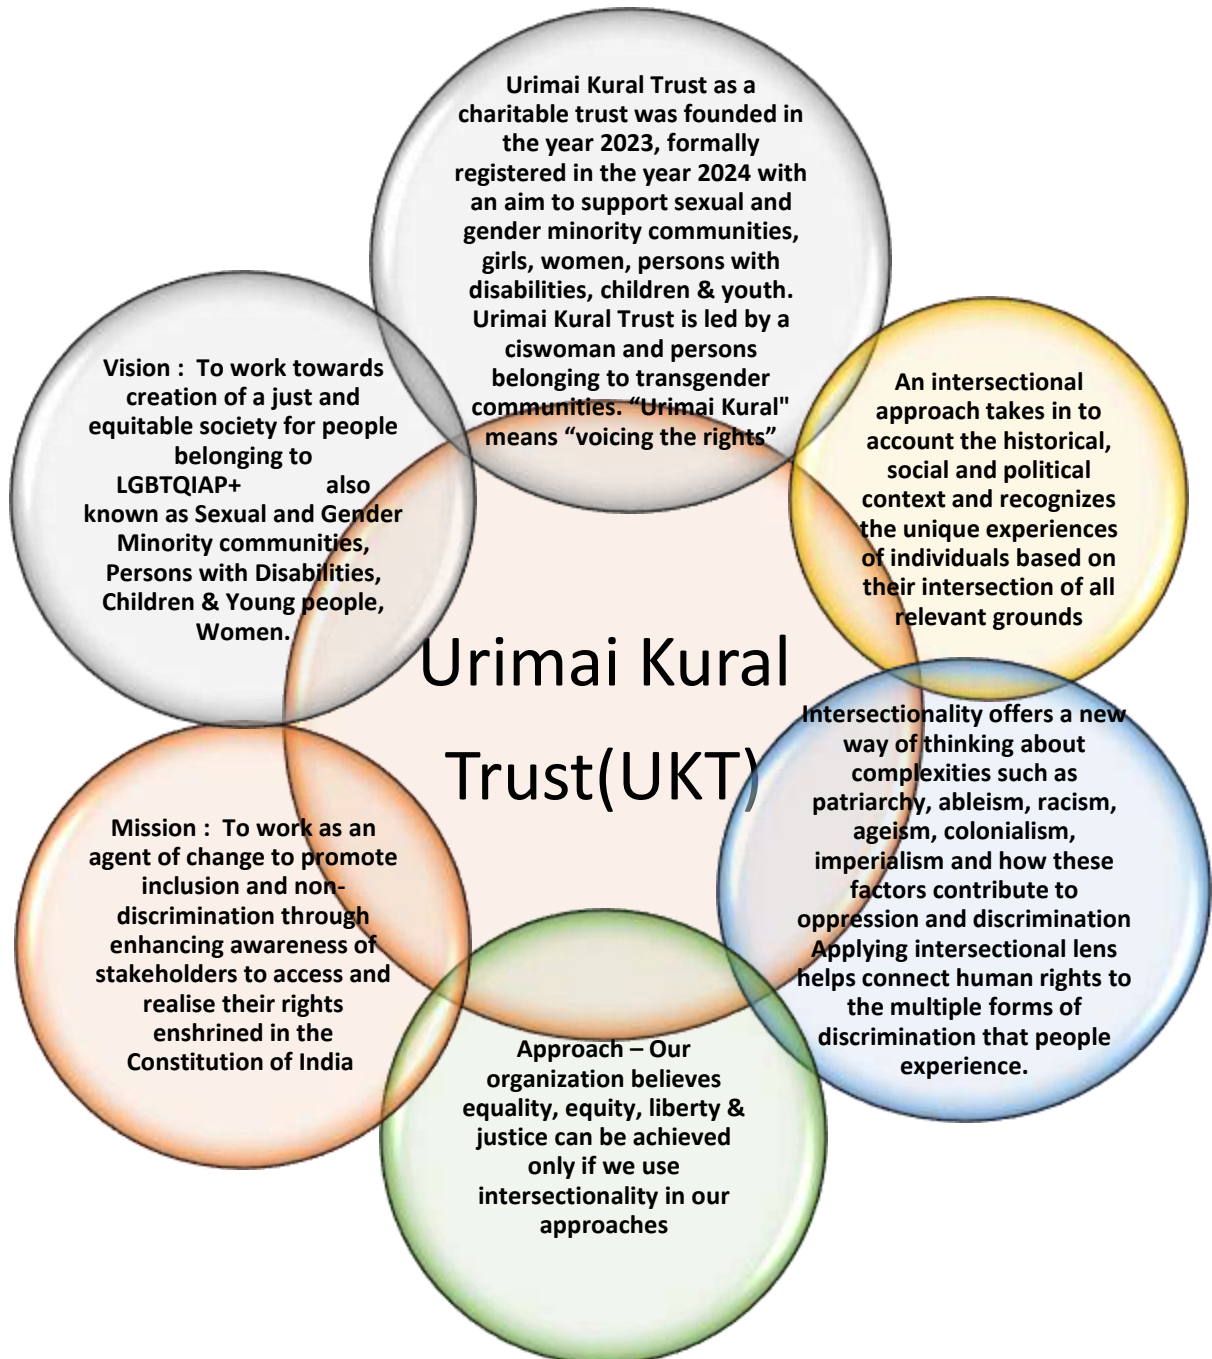 Urimai Kural Trust as a
charitable trust was founded in
the year 2023, formally
registered in the year 2024 with
an aim to support sexual and
gender minority communities,
girls, women, persons with
disabilities, children & youth.
Urimai Kural Trust is led by a
ciswoman and persons
belonging to transgender
communities. “Urimai Kural"
means “voicing the rights”
An intersectional
approach takes in to
account the historical,
social and political
context and recognizes
the unique experiences
of individuals based on
their intersection of all
relevant grounds
Intersectionality offers a new
way of thinking about
complexities such as
patriarchy, ableism, racism,
ageism, colonialism,
imperialism and how these
factors contribute to
oppression and discrimination
Applying intersectional lens
helps connect human rights to
the multiple forms of
discrimination that people
experience.
Approach – Our
organization believes
equality, equity, liberty &
justice can be achieved
only if we use
intersectionality in our
approaches
Mission : To work as an
agent of change to promote
inclusion and non-
discrimination through
enhancing awareness of
stakeholders to access and
realise their rights
enshrined in the
Constitution of India
Vision : To work towards
creation of a just and
equitable society for people
belonging to
LGBTQIAP+ also
known as Sexual and Gender
Minority communities,
Persons with Disabilities,
Children & Young people,
Women.
Urimai Kural
Trust(UKT)